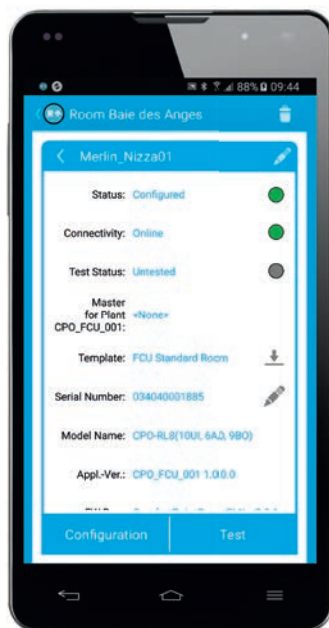 88% 09:44
Room Baie des Anges
Merlin_Nizza01
Status: Configured
Connectivity: Online
Test Status: Untested
Master
for Plant <None>
CPO_FCU_001:
Template: FCU Standard Room
Serial Number: 034040001885
Model Name: CPO-RL8(10UI, 6AO, 9BO)
Appl.-Ver.: CPO_FCU_001 1.0.0.0
Configuration Test